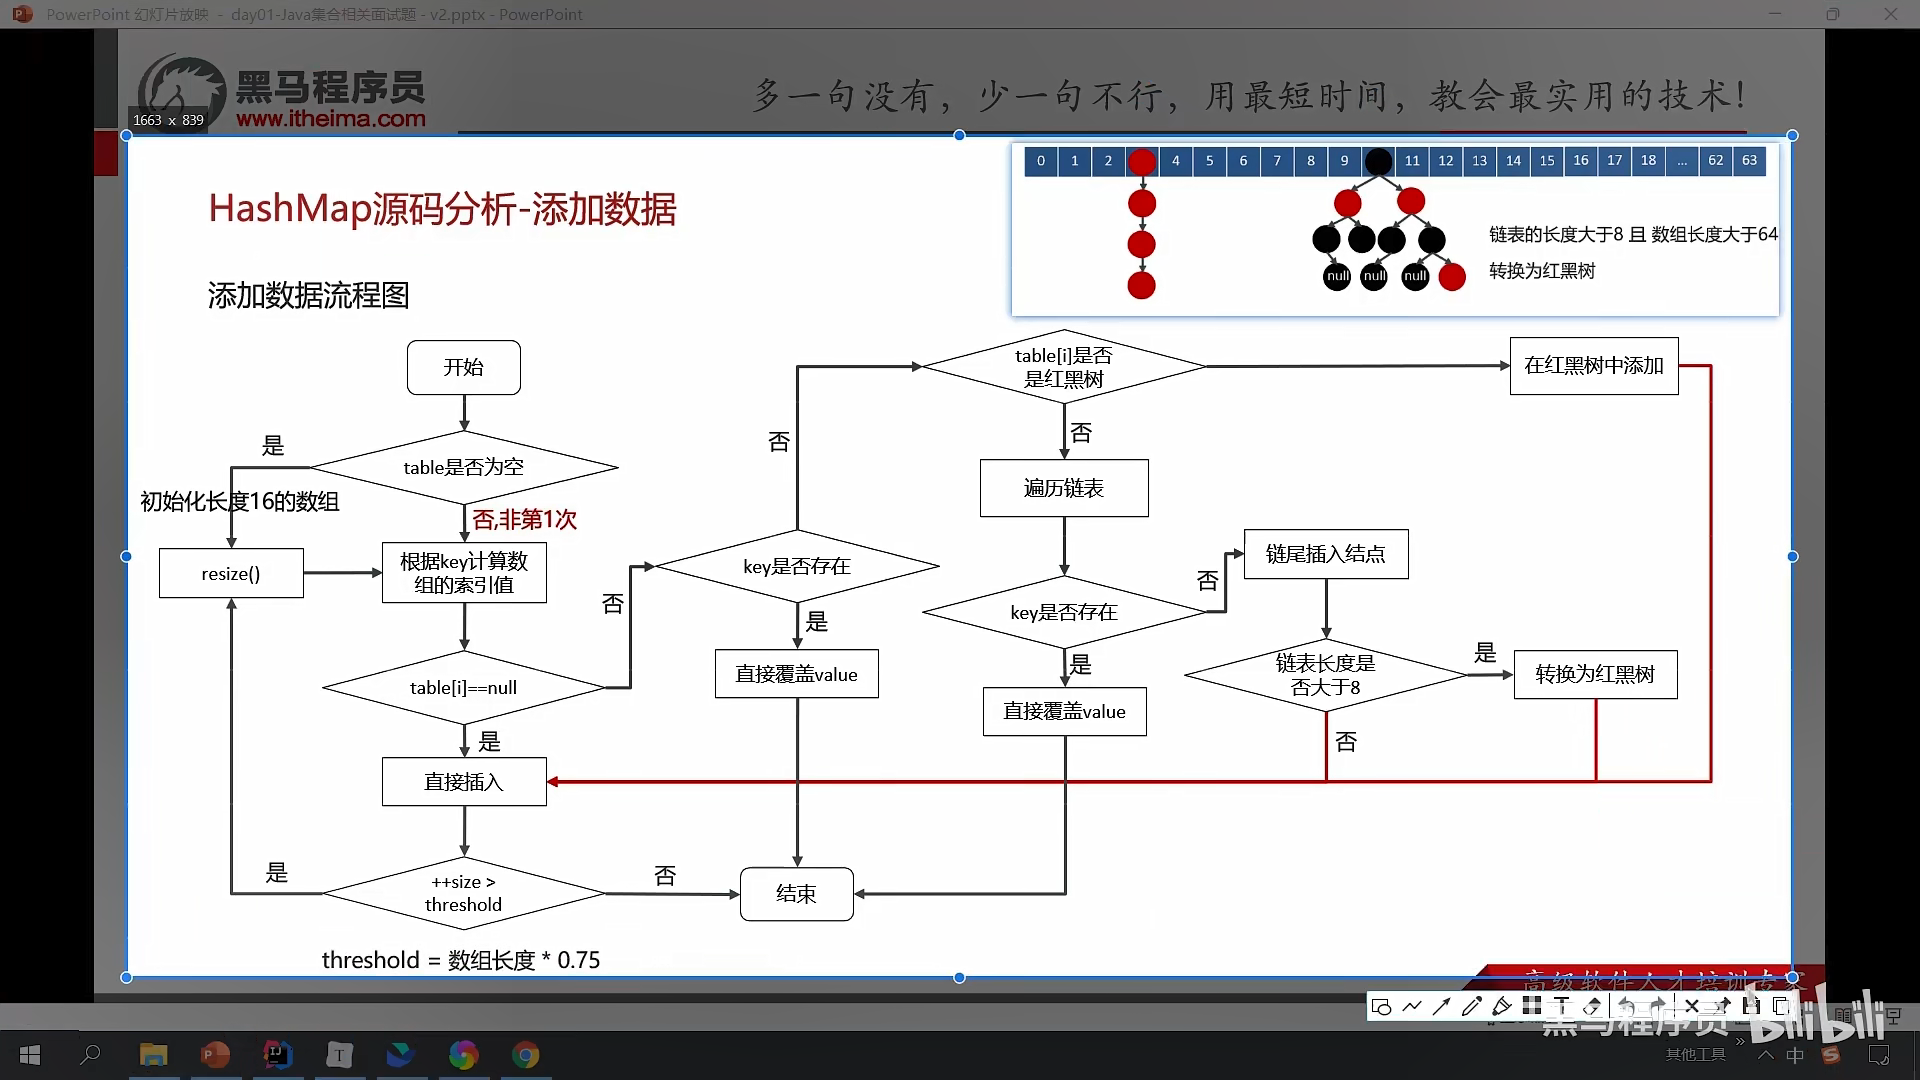 PowerPoint 幻灯片放映 - day01-Java集合相关面试题 - v2.pptx - PowerPoint
黑马程序员
www.itheima.com
多一句没有，少一句不行，用最短时间，教会最实用的技术！
1663 x 839
0 1 2 4 5 6 7 8 9 11 12 13 14 15 16 17 18 ... 62 63
HashMap源码分析-添加数据
链表的长度大于8 且 数组长度大于64
转换为红黑树
null null null
添加数据流程图
开始
table[i]是否
是红黑树
在红黑树中添加
是
否
否
table是否为空
遍历链表
初始化长度16的数组
否,非第1次
resize()
根据key计算数
组的索引值
key是否存在
链尾插入结点
否
否
key是否存在
是
是
直接覆盖value
链表长度是
否大于8
是
转换为红黑树
table[i]==null
直接覆盖value
是
否
直接插入
是
++size >
threshold
否
结束
threshold = 数组长度 * 0.75
高级软件人才培训专家
黑马程序员 bilibili
T
其他工具
中